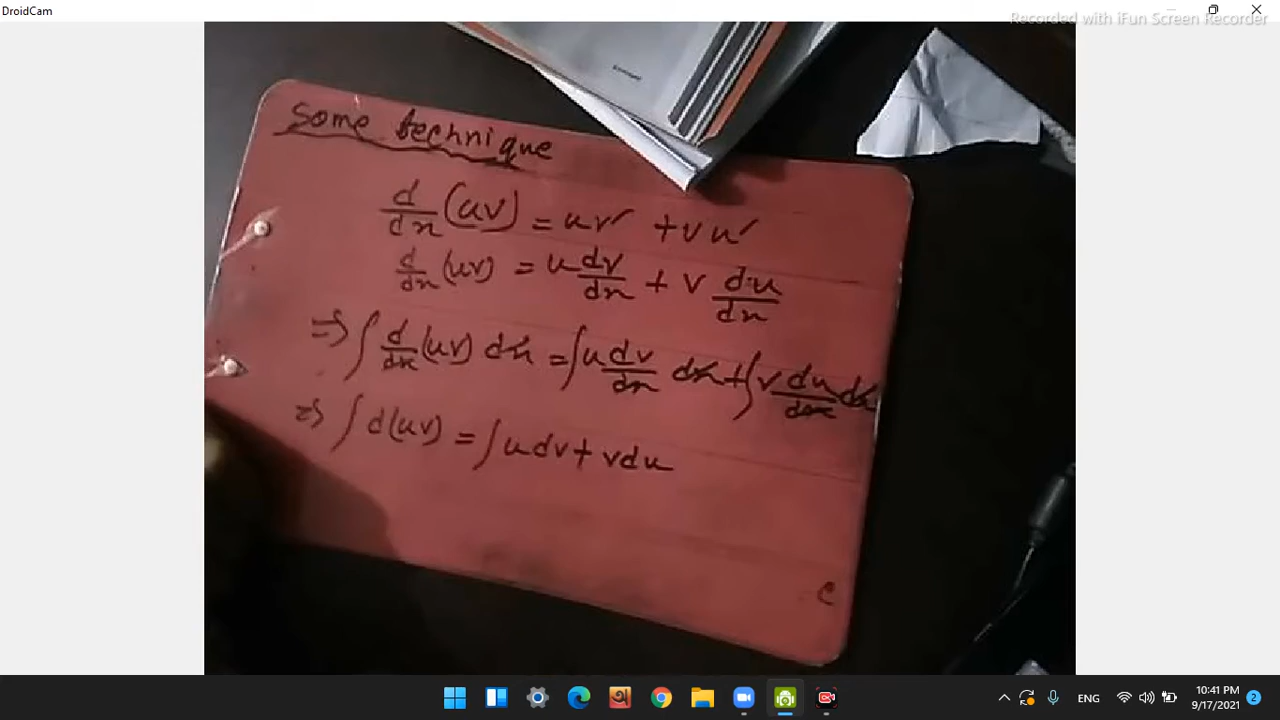 DroidCam
Recorded with iFun Screen Recorder
some technique
d/dx (uv) = uv′ + vu′
d/dx (uv) = u dv/dx + v du/dx
⇒ ∫ d/dx (uv) dx = ∫ u dv/dx dx + ∫ v du/dx dx
⇒ ∫ d(uv) = ∫ u dv + v du
c
ENG
10:41 PM
9/17/2021
2